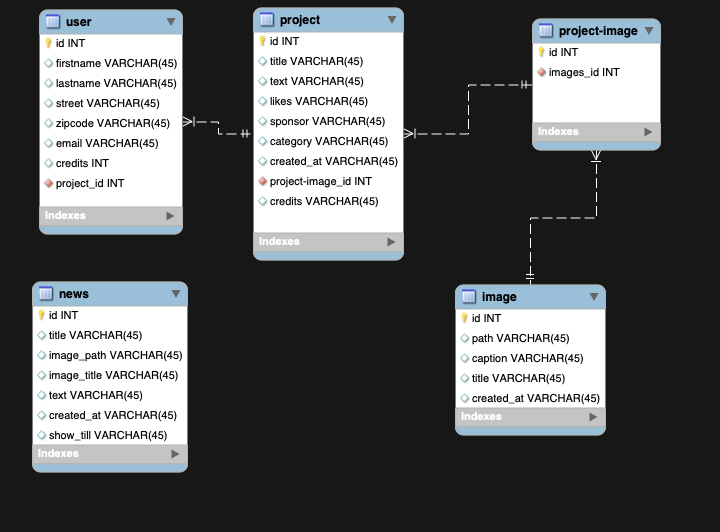 user
id INT
firstname VARCHAR(45)
lastname VARCHAR(45)
street VARCHAR(45)
zipcode VARCHAR(45)
email VARCHAR(45)
credits INT
project_id INT
Indexes
project
id INT
title VARCHAR(45)
text VARCHAR(45)
likes VARCHAR(45)
sponsor VARCHAR(45)
category VARCHAR(45)
created_at VARCHAR(45)
project-image_id INT
credits VARCHAR(45)
Indexes
project-image
id INT
images_id INT
Indexes
news
id INT
title VARCHAR(45)
image_path VARCHAR(45)
image_title VARCHAR(45)
text VARCHAR(45)
created_at VARCHAR(45)
show_till VARCHAR(45)
Indexes
image
id INT
path VARCHAR(45)
caption VARCHAR(45)
title VARCHAR(45)
created_at VARCHAR(45)
Indexes